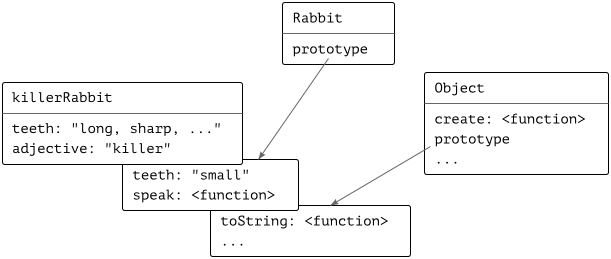 Rabbit
prototype
killerRabbit
teeth: "long, sharp, ..."
adjective: "killer"
Object
create: <function>
prototype
...
teeth: "small"
speak: <function>
toString: <function>
...